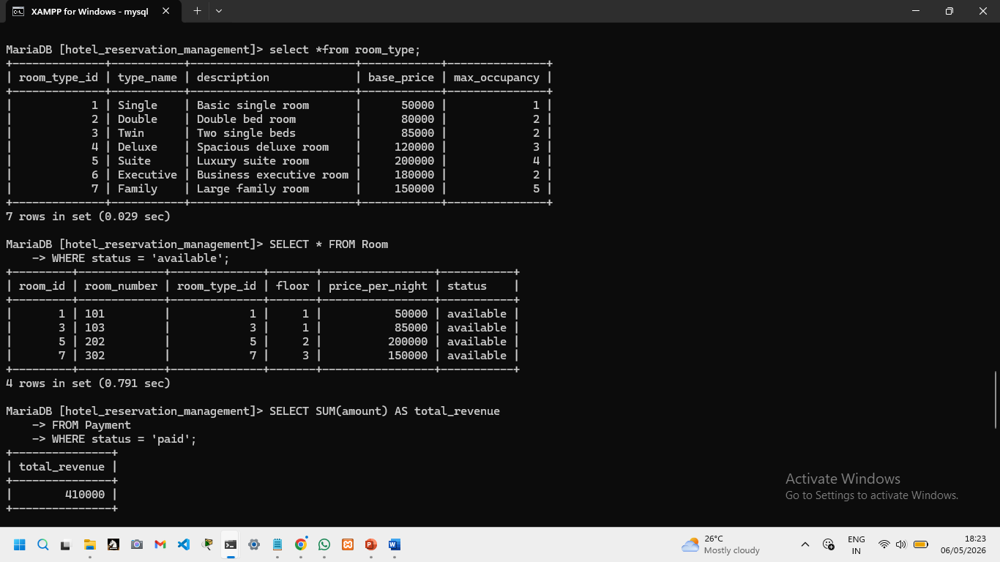 XAMPP for Windows - mysql
MariaDB [hotel_reservation_management]> select *from room_type;
+--------------+-----------+-------------------------+------------+---------------+
| room_type_id | type_name | description             | base_price | max_occupancy |
+--------------+-----------+-------------------------+------------+---------------+
|            1 | Single    | Basic single room       |      50000 |             1 |
|            2 | Double    | Double bed room         |      80000 |             2 |
|            3 | Twin      | Two single beds         |      85000 |             2 |
|            4 | Deluxe    | Spacious deluxe room    |     120000 |             3 |
|            5 | Suite     | Luxury suite room       |     200000 |             4 |
|            6 | Executive | Business executive room |     180000 |             2 |
|            7 | Family    | Large family room       |     150000 |             5 |
+--------------+-----------+-------------------------+------------+---------------+
7 rows in set (0.029 sec)
MariaDB [hotel_reservation_management]> SELECT * FROM Room
    -> WHERE status = 'available';
+---------+-------------+--------------+-------+-----------------+-----------+
| room_id | room_number | room_type_id | floor | price_per_night | status    |
+---------+-------------+--------------+-------+-----------------+-----------+
|       1 | 101         |            1 |     1 |           50000 | available |
|       3 | 103         |            3 |     1 |           85000 | available |
|       5 | 202         |            5 |     2 |          200000 | available |
|       7 | 302         |            7 |     3 |          150000 | available |
+---------+-------------+--------------+-------+-----------------+-----------+
4 rows in set (0.791 sec)
MariaDB [hotel_reservation_management]> SELECT SUM(amount) AS total_revenue
    -> FROM Payment
    -> WHERE status = 'paid';
+---------------+
| total_revenue |
+---------------+
|        410000 |
+---------------+
Activate Windows
Go to Settings to activate Windows.
26°C
Mostly cloudy
ENG
IN
18:23
06/05/2026